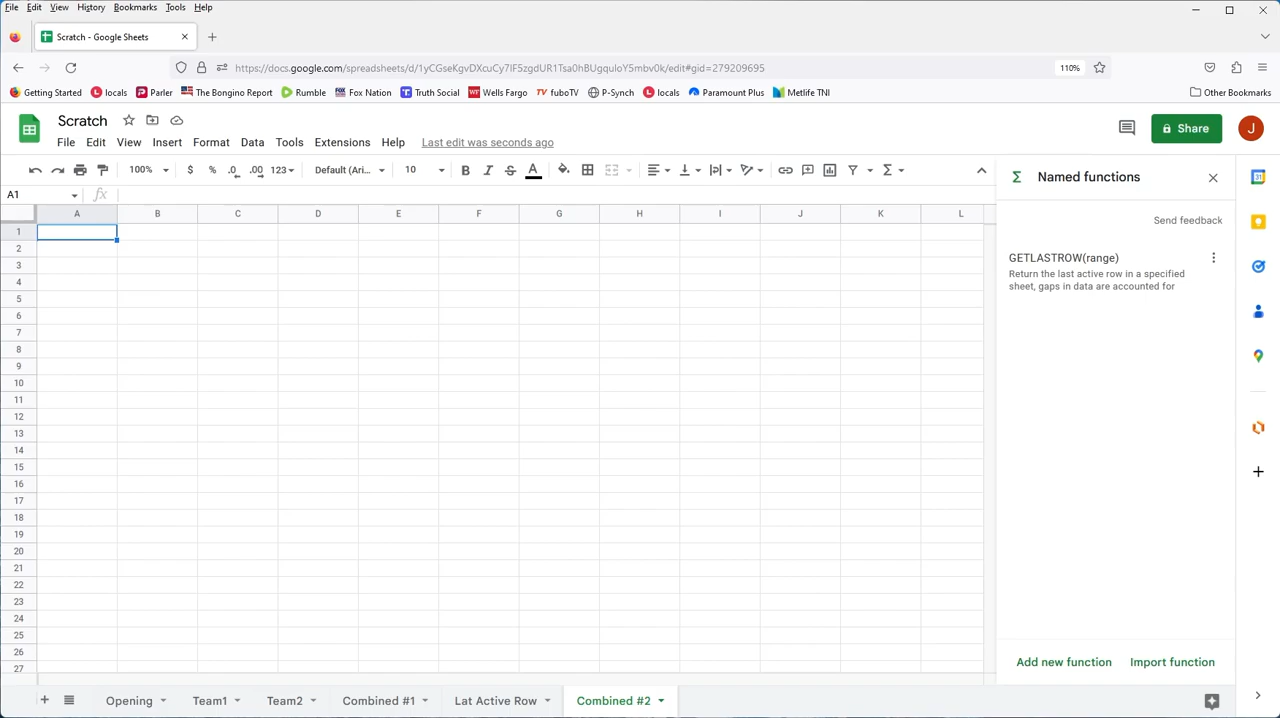 File Edit View History Bookmarks Tools Help
Scratch - Google Sheets
https://docs.google.com/spreadsheets/d/1yCGseKgvDXcuCy7IF5zgdUR1Tsa0hBUgquloY5mbv0k/edit#gid=279209695
110%
Getting Started locals Parler The Bongino Report Rumble Fox Nation Truth Social Wells Fargo fuboTV P-Synch locals Paramount Plus Metlife TNI Other Bookmarks
Scratch
File Edit View Insert Format Data Tools Extensions Help Last edit was seconds ago
Share
J
100% $ % .0 .00 123 Default (Ari... 10 B I S A Σ
A1 fx
A B C D E F G H I J K L
1
2
3
4
5
6
7
8
9
10
11
12
13
14
15
16
17
18
19
20
21
22
23
24
25
26
27
Σ Named functions
Send feedback
GETLASTROW(range)
Return the last active row in a specified
sheet, gaps in data are accounted for
Add new function Import function
31
Opening Team1 Team2 Combined #1 Lat Active Row Combined #2